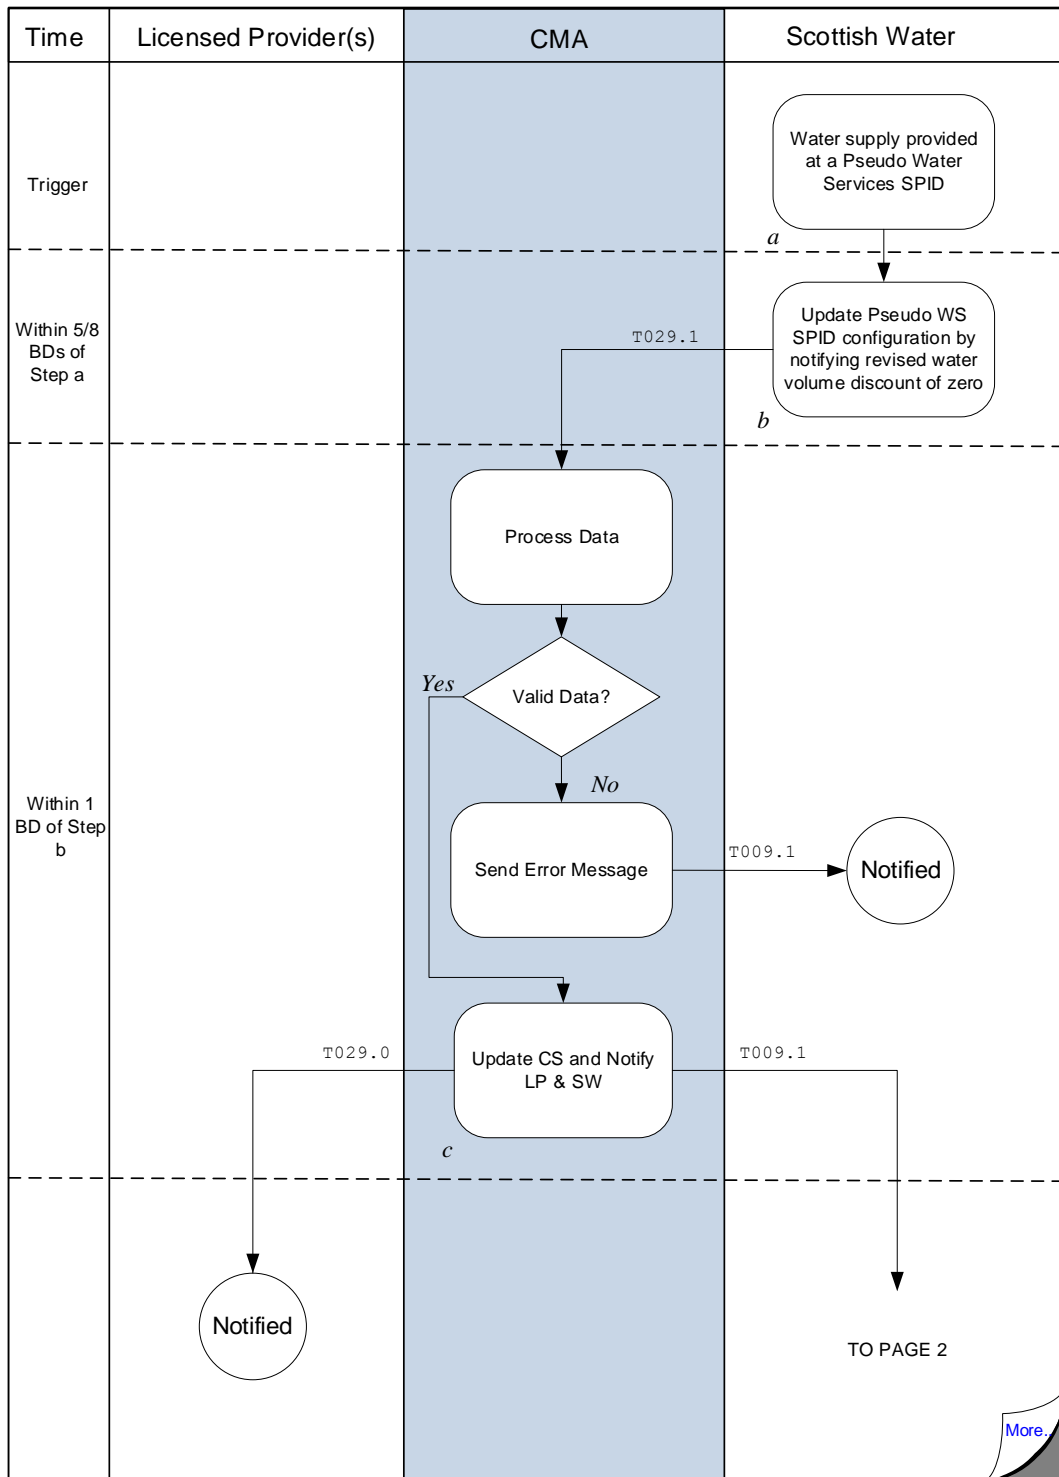 Time
Licensed Provider(s)
CMA
Scottish Water
Trigger
Water supply provided
at a Pseudo Water
Services SPID
a
Within 5/8
BDs of
Step a
T029.1
Update Pseudo WS
SPID configuration by
notifying revised water
volume discount of zero
b
Process Data
Yes
Valid Data?
No
Within 1
BD of Step
b
Send Error Message
T009.1
Notified
T029.0
Update CS and Notify
LP & SW
T009.1
c
Notified
TO PAGE 2
More..